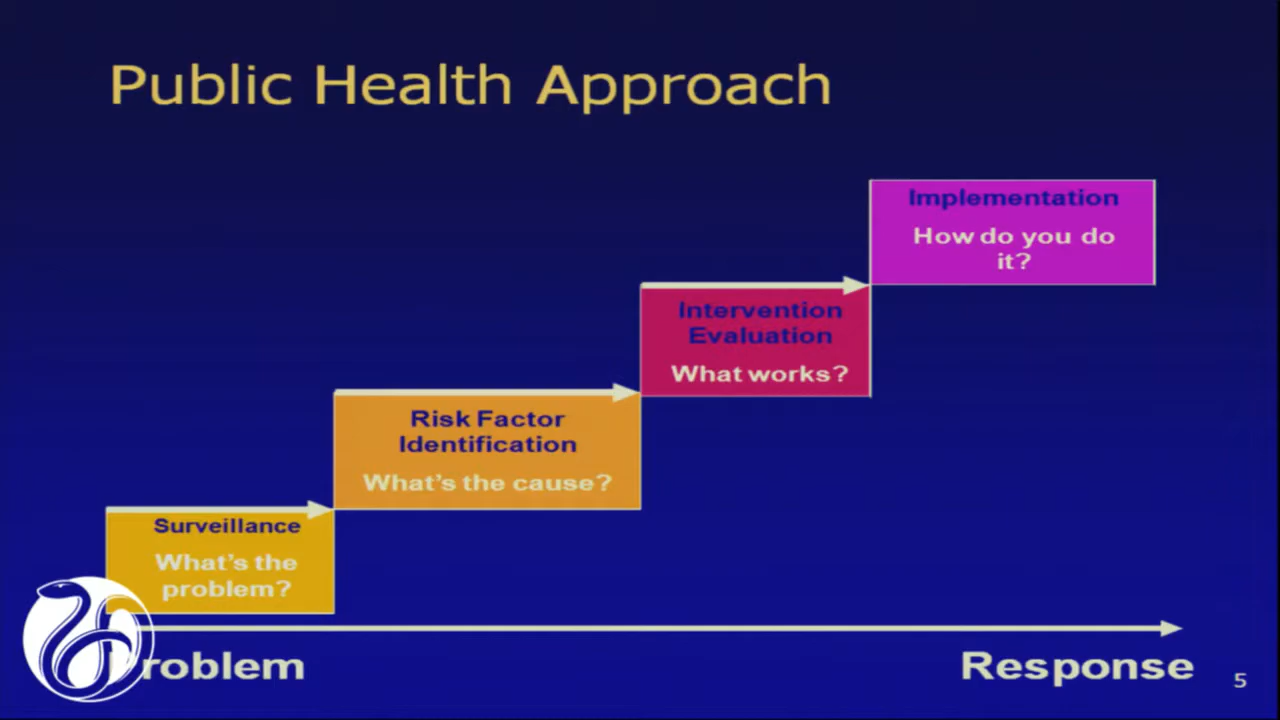 Public Health Approach
Implementation
How do you do
it?
Intervention
Evaluation
What works?
Risk Factor
Identification
What's the cause?
Surveillance
What's the
problem?
Problem
Response
5